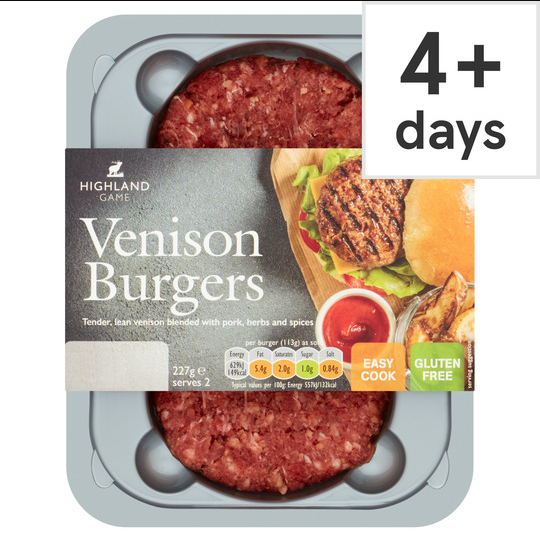 4+
days
HIGHLAND
GAME
Venison
Burgers
Tender, lean venison blended with pork, herbs and spices
per burger (113g) as so
Energy Fat Saturates Sugar Salt
629kJ 149kcal 5.4g 2.0g 1.0g 0.84g
Typical values per 100g: Energy 557kJ/132kcal
227g e
serves 2
EASY
COOK
GLUTEN
FREE